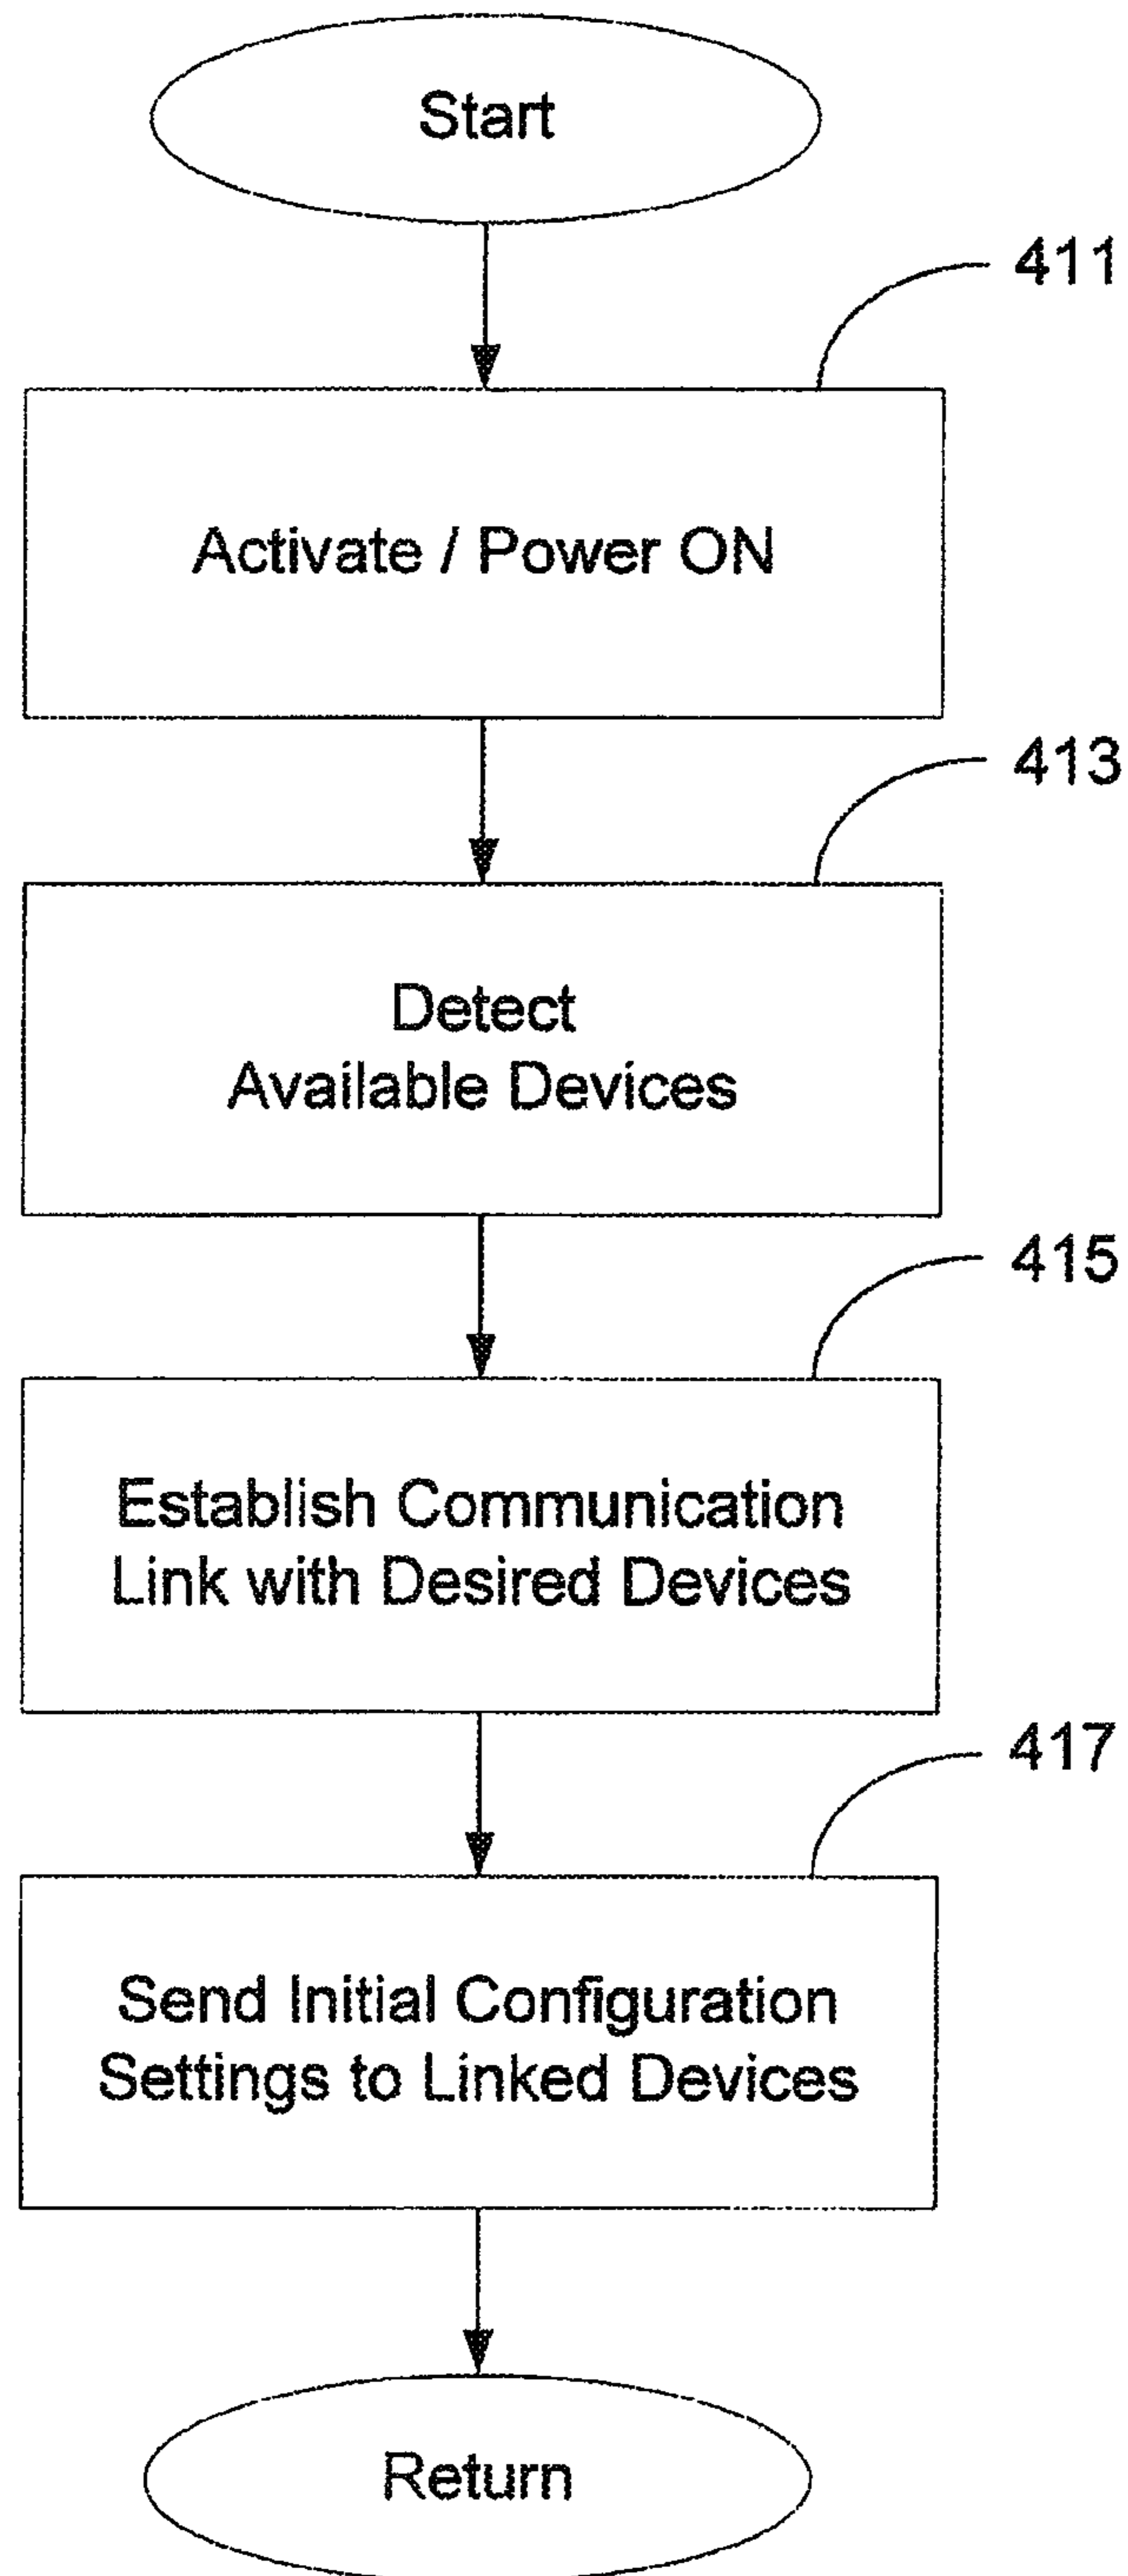 Start
411
Activate / Power ON
413
Detect
Available Devices
415
Establish Communication
Link with Desired Devices
417
Send Initial Configuration
Settings to Linked Devices
Return